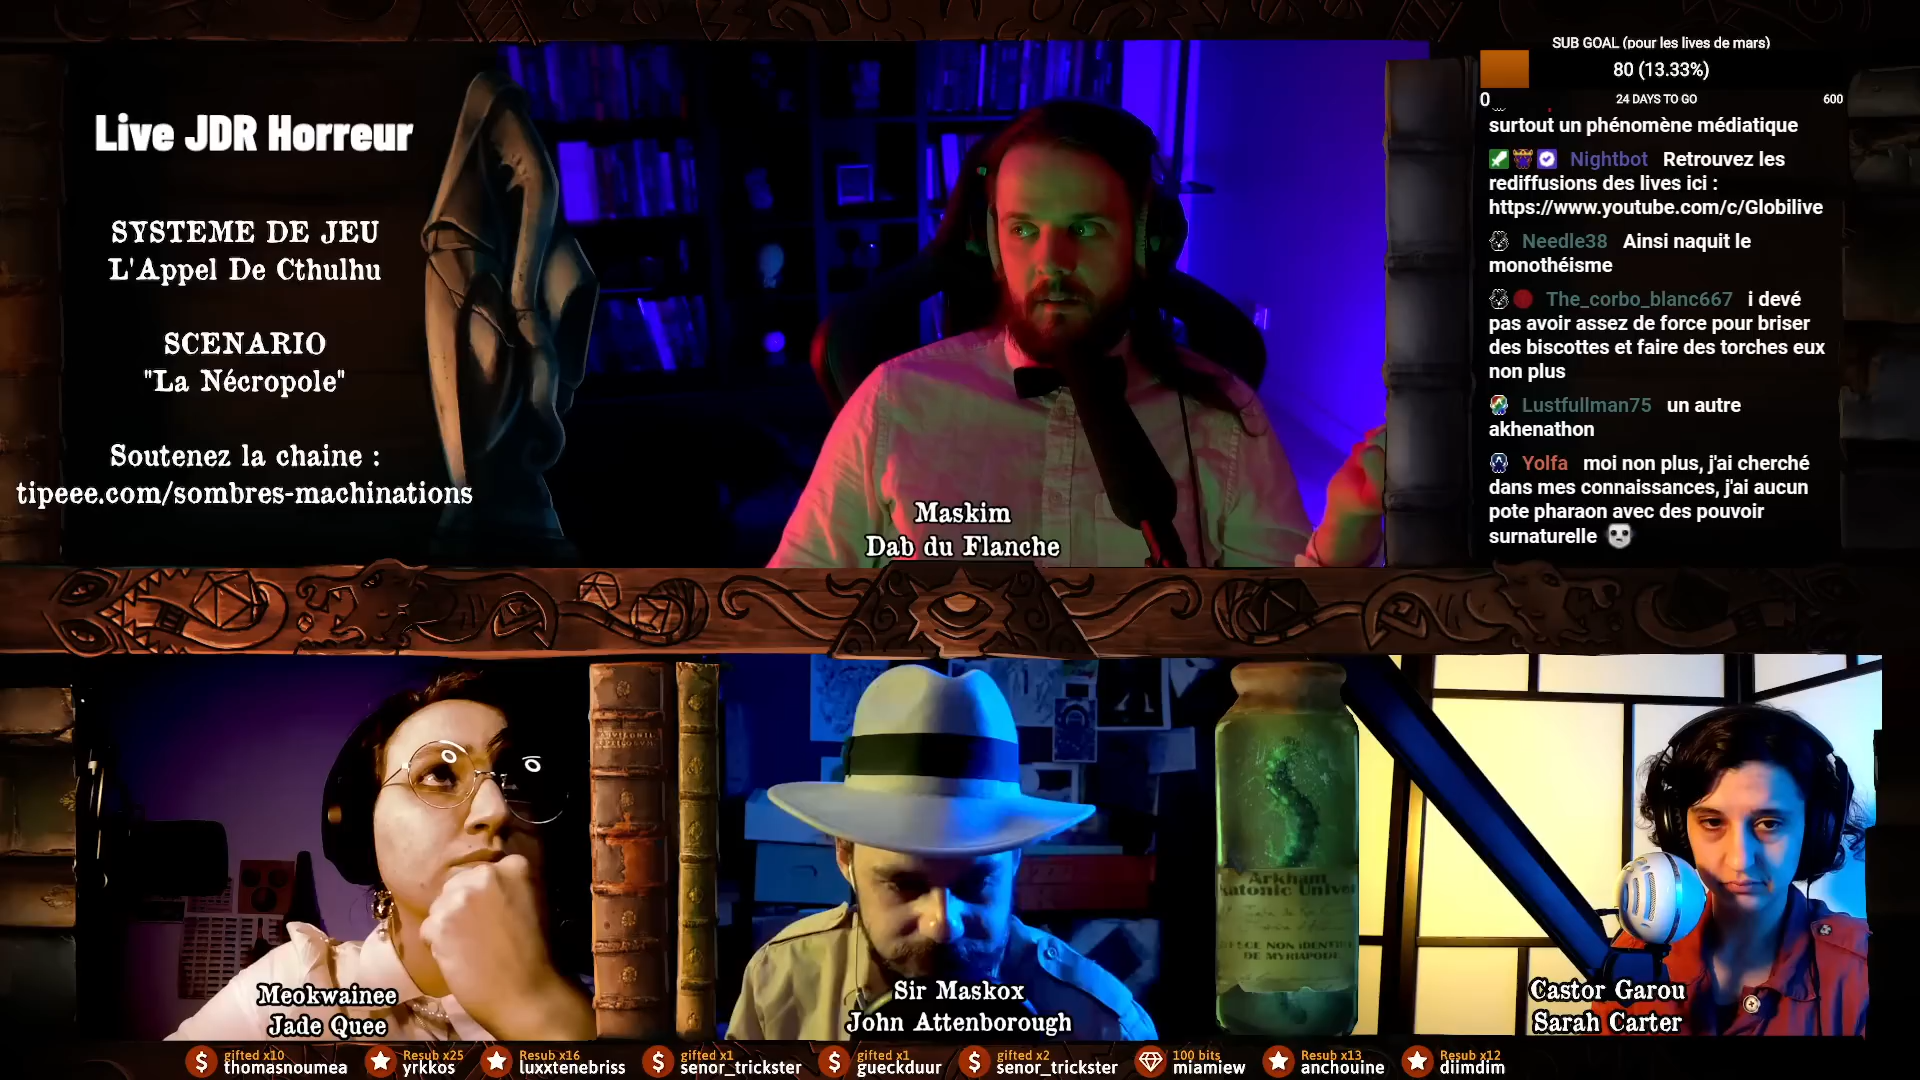 Live JDR Horreur
SYSTEME DE JEU
L'Appel De Cthulhu
SCENARIO
"La Nécropole"
Soutenez la chaine :
tipeee.com/sombres-machinations
Maskim
Dab du Flanche
SUB GOAL (pour les lives de mars)
80 (13.33%)
0
24 DAYS TO GO
600
surtout un phénomène médiatique
Nightbot Retrouvez les
rediffusions des lives ici :
https://www.youtube.com/c/Globilive
Needle38 Ainsi naquit le
monothéisme
The_corbo_blanc667 i devé
pas avoir assez de force pour briser
des biscottes et faire des torches eux
non plus
Lustfullman75 un autre
akhenathon
Yolfa moi non plus, j'ai cherché
dans mes connaissances, j'ai aucun
pote pharaon avec des pouvoir
surnaturelle
Meokwainee
Jade Quee
Sir Maskox
John Attenborough
Arkham
katonic Univer
NON IDENTI
DE MYRIAPODE
Castor Garou
Sarah Carter
gifted x10
thomasnoumea
Resub x25
yrkkos
Resub x16
luxxtenebriss
gifted x1
senor_trickster
gifted x1
gueckduur
gifted x2
senor_trickster
100 bits
miamiew
Resub x13
anchouine
Resub x12
diimdim